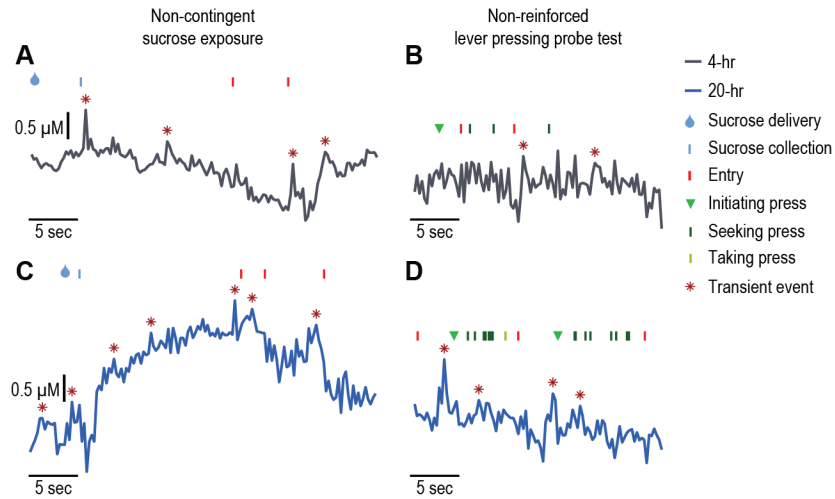 Non-contingent
sucrose exposure
Non-reinforced
lever pressing probe test
A
0.5 µM
5 sec
B
5 sec
4-hr
20-hr
Sucrose delivery
Sucrose collection
Entry
Initiating press
Seeking press
Taking press
Transient event
C
0.5 µM
5 sec
D
5 sec